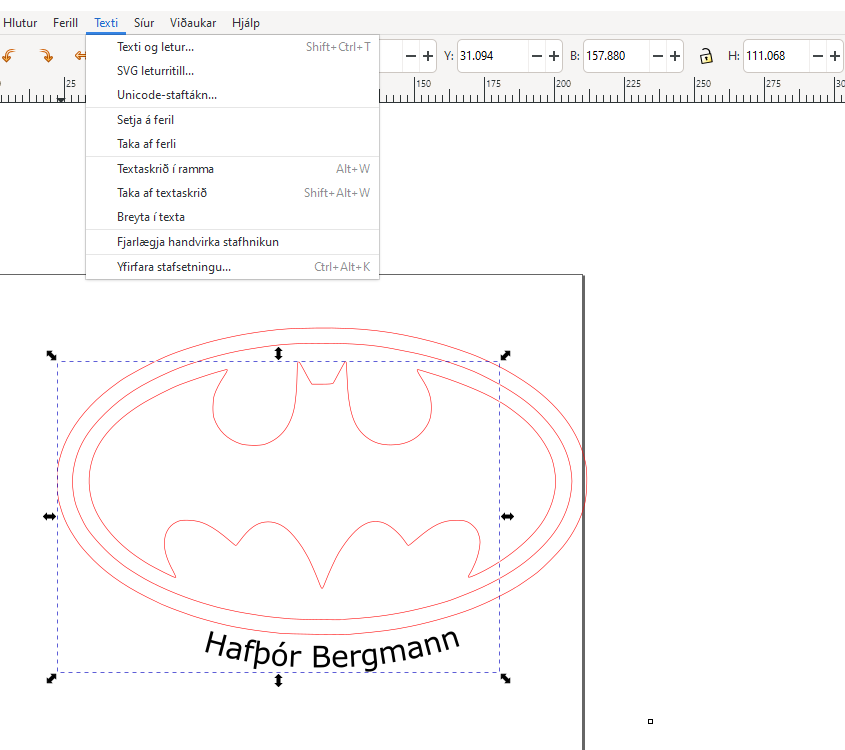 Hlutur Ferill Texti Síur Viðaukar Hjálp
Y: 31.094 B: 157.880 H: 111.068
25 150 175 200 225 250 275
Texti og letur... Shift+Ctrl+T
SVG leturritill...
Unicode-staftákn...
Setja á feril
Taka af ferli
Textaskrið í ramma Alt+W
Taka af textaskrið Shift+Alt+W
Breyta í texta
Fjarlægja handvirka stafhnikun
Yfirfara stafsetningu... Ctrl+Alt+K
Hafþór Bergmann